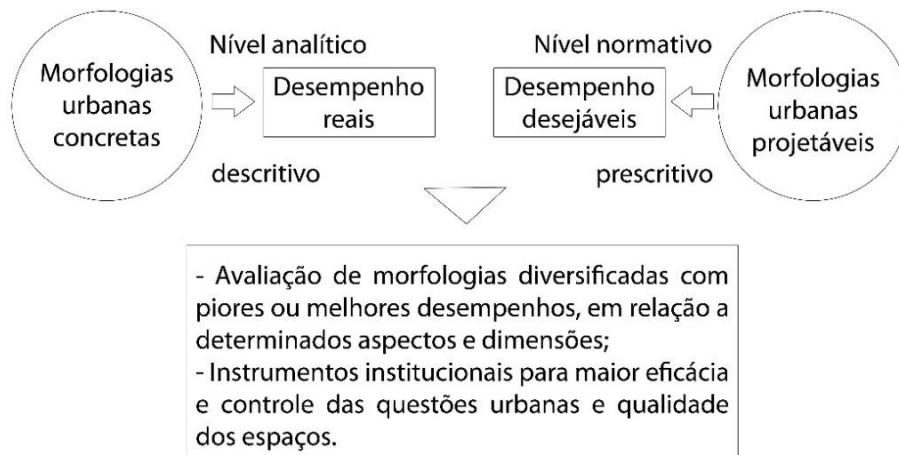 Morfologias
urbanas
concretas
Nível analítico
Desempenho
reais
descritivo
Nível normativo
Desempenho
desejáveis
prescritivo
Morfologias
urbanas
projetáveis
- Avaliação de morfologias diversificadas com
piores ou melhores desempenhos, em relação a
determinados aspectos e dimensões;
- Instrumentos institucionais para maior eficácia
e controle das questões urbanas e qualidade
dos espaços.